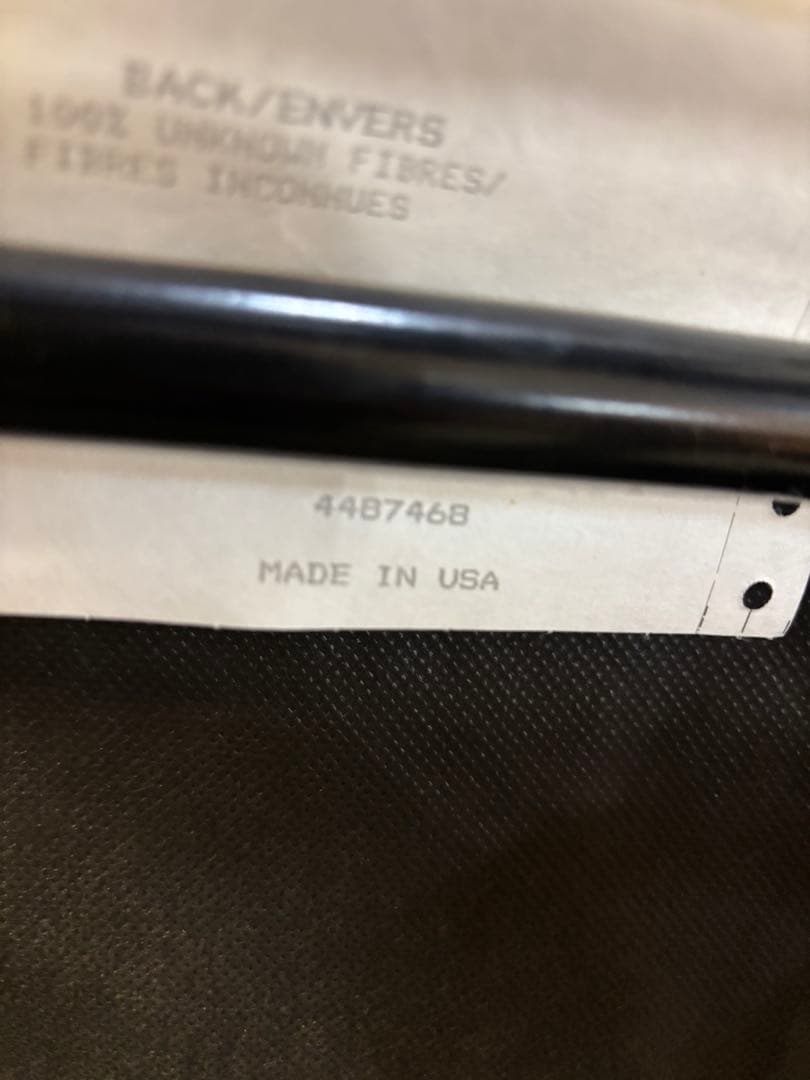 BACK/ENVERS
100% UNKNOWN FIBRES/
FIBRES INCONNUES
4487468
MADE IN USA